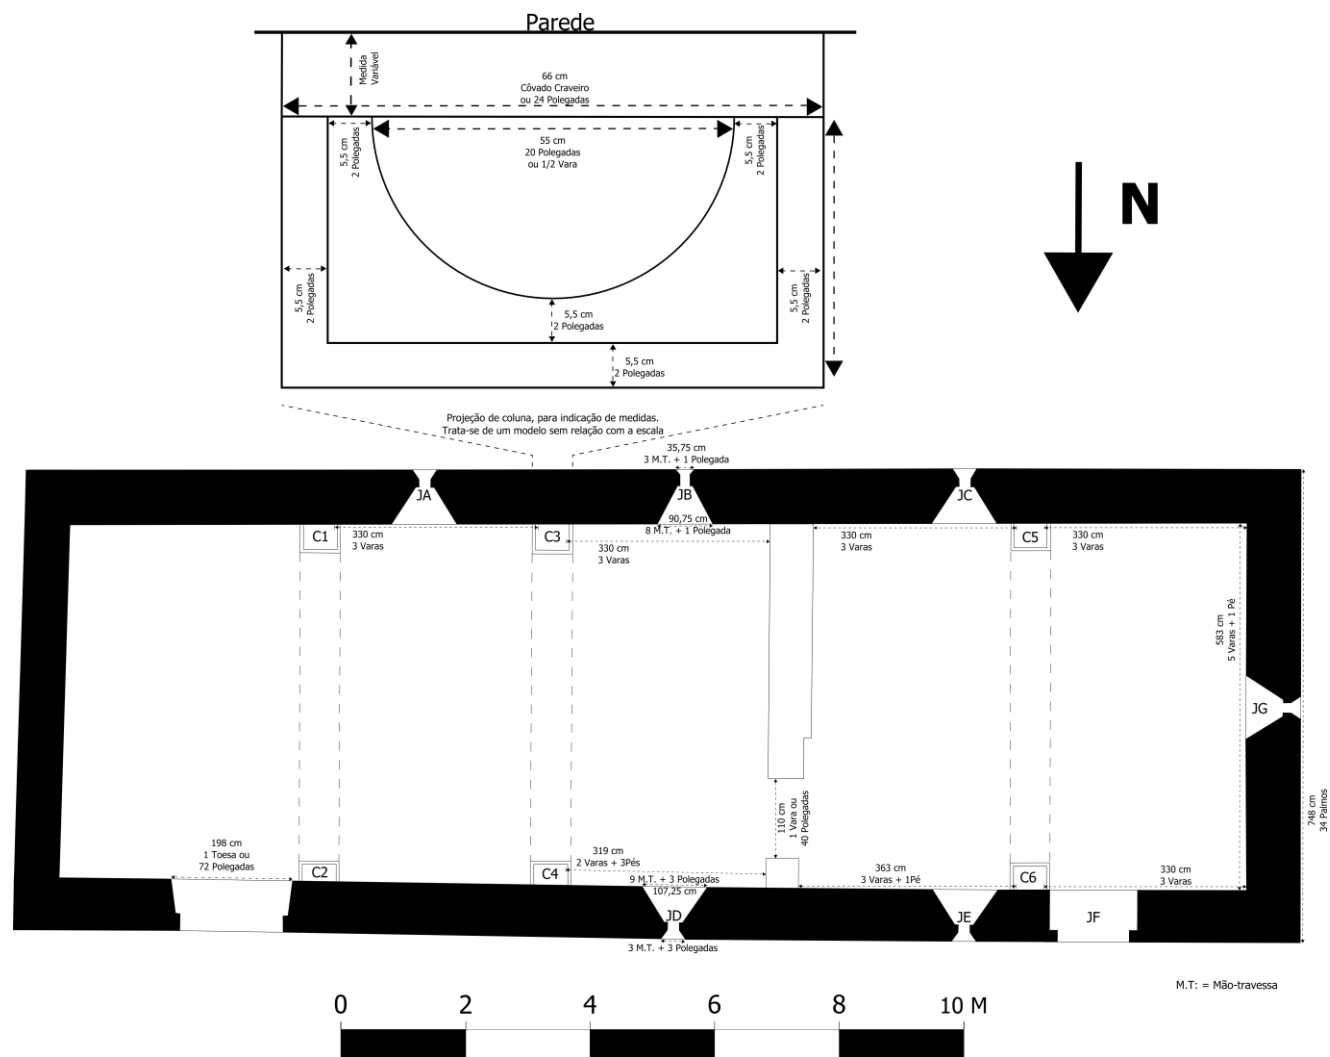 Parede
Medida
Variável
66 cm
Côvado Craveiro
ou 24 Polegadas
55 cm
20 Polegadas
ou 1/2 Vara
5,5 cm
2 Polegadas
5,5 cm
2 Polegadas
N
5,5 cm
2 Polegadas
5,5 cm
2 Polegadas
5,5 cm
2 Polegadas
5,5 cm
2 Polegadas
Projeção de coluna, para indicação de medidas.
Trata-se de um modelo sem relação com a escala
35,75 cm
3 M.T. + 1 Polegada
JA
JB
JC
90,75 cm
8 M.T. + 1 Polegada
C1
330 cm
3 Varas
C3
330 cm
3 Varas
330 cm
3 Varas
C5
330 cm
3 Varas
583 cm
5 Varas + 1 Pé
JG
748 cm
34 Palmos
110 cm
1 Vara ou
40 Polegadas
198 cm
1 Toesa ou
72 Polegadas
C2
319 cm
2 Varas + 3Pés
C4
9 M.T. + 3 Polegadas
107,25 cm
363 cm
3 Varas + 1Pé
C6
330 cm
3 Varas
JD
JE
JF
3 M.T. + 3 Polegadas
M.T: = Mão-travessa
0 2 4 6 8 10 M